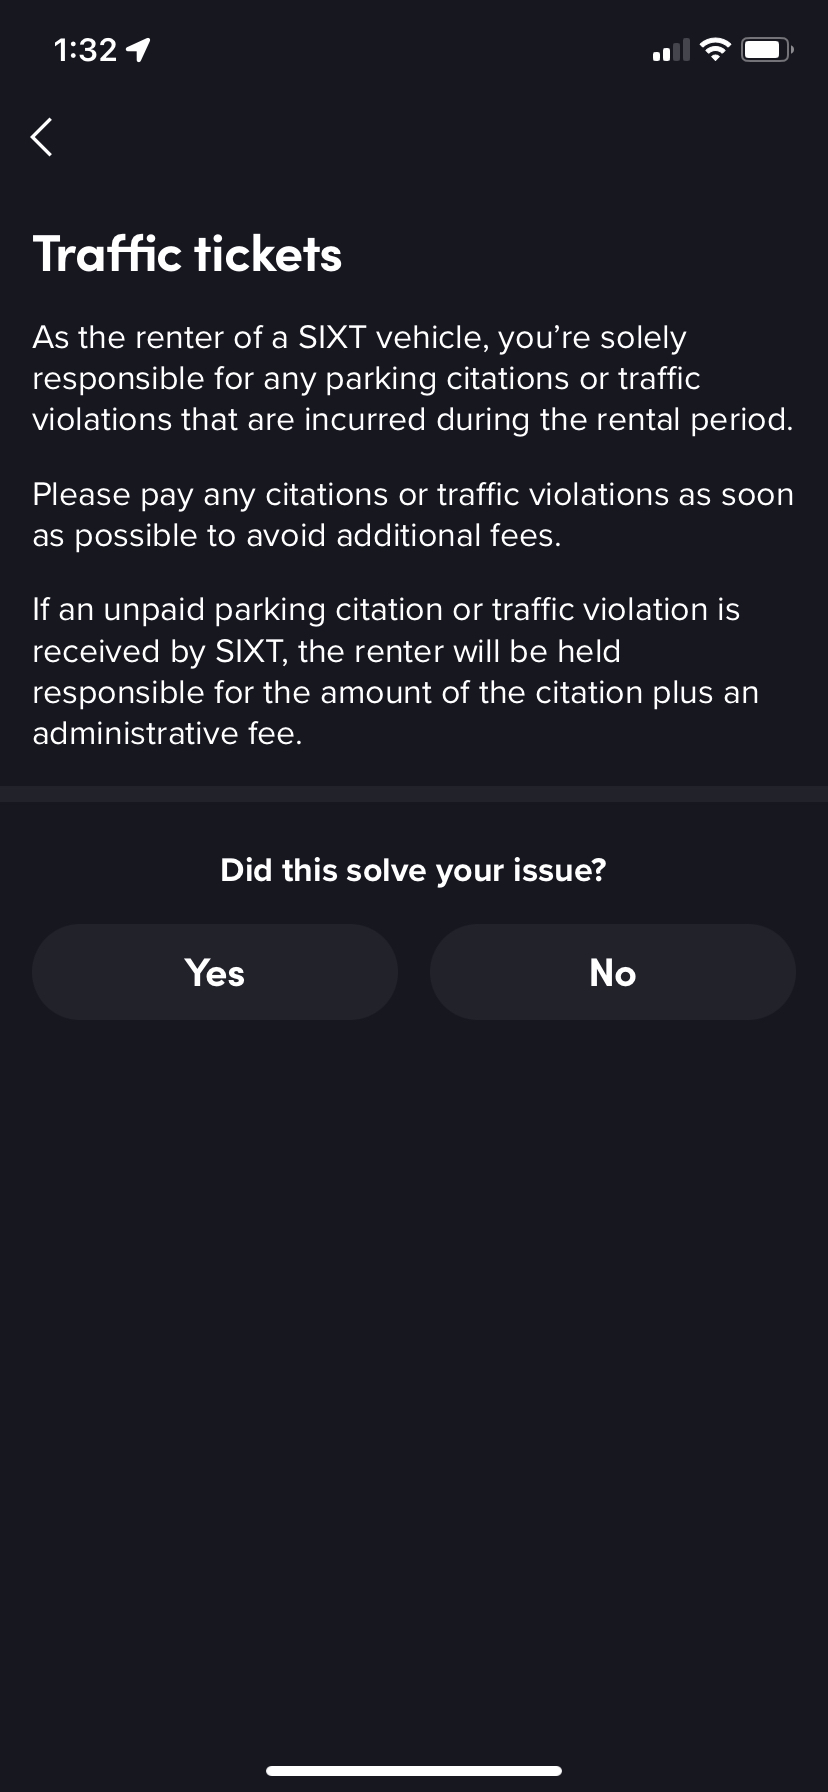 1:32
Traffic tickets
As the renter of a SIXT vehicle, you’re solely
responsible for any parking citations or traffic
violations that are incurred during the rental period.
Please pay any citations or traffic violations as soon
as possible to avoid additional fees.
If an unpaid parking citation or traffic violation is
received by SIXT, the renter will be held
responsible for the amount of the citation plus an
administrative fee.
Did this solve your issue?
Yes
No